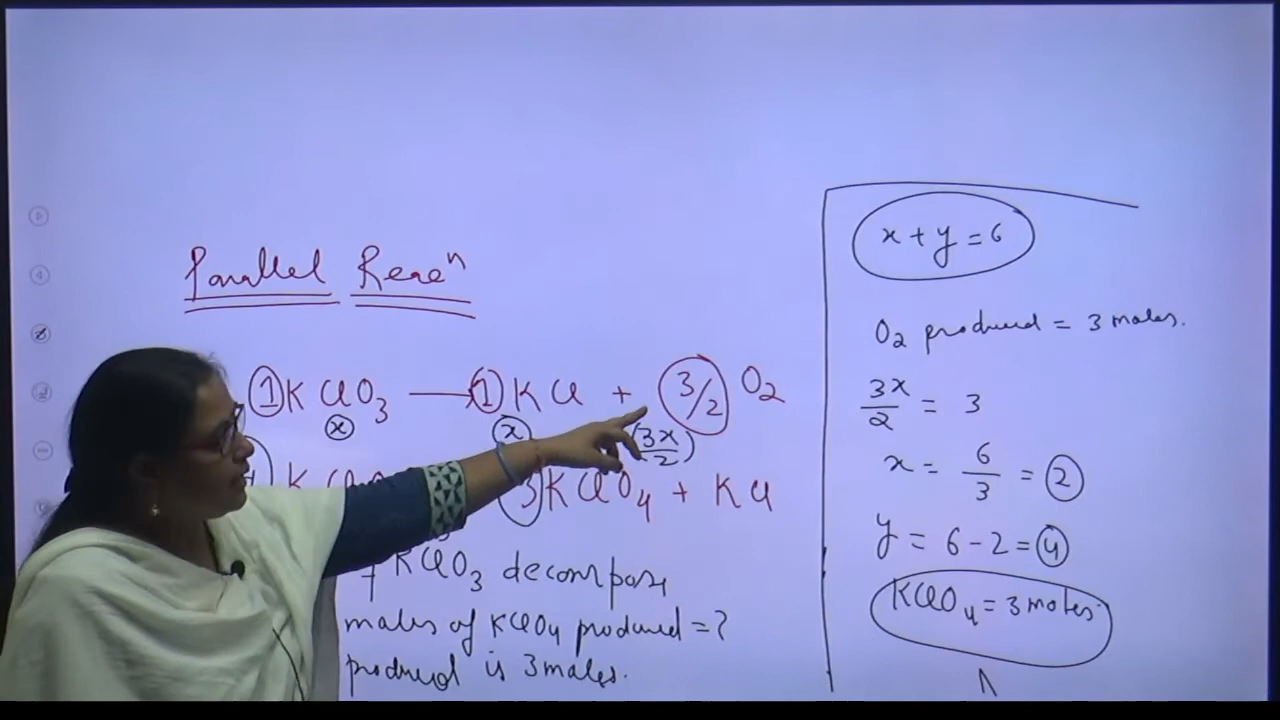 Parallel Reacⁿ
1 KClO₃ → 1 KCl + 3/2 O₂
x x (3x/2)
KClO 3 KClO₄ + KCl
KClO₃ decompose
moles of KClO₄ produced = ?
produced is 3 moles.
x + y = 6
O₂ produced = 3 moles.
3x/2 = 3
x = 6/3 = 2
y = 6 - 2 = 4
KClO₄ = 3 moles.